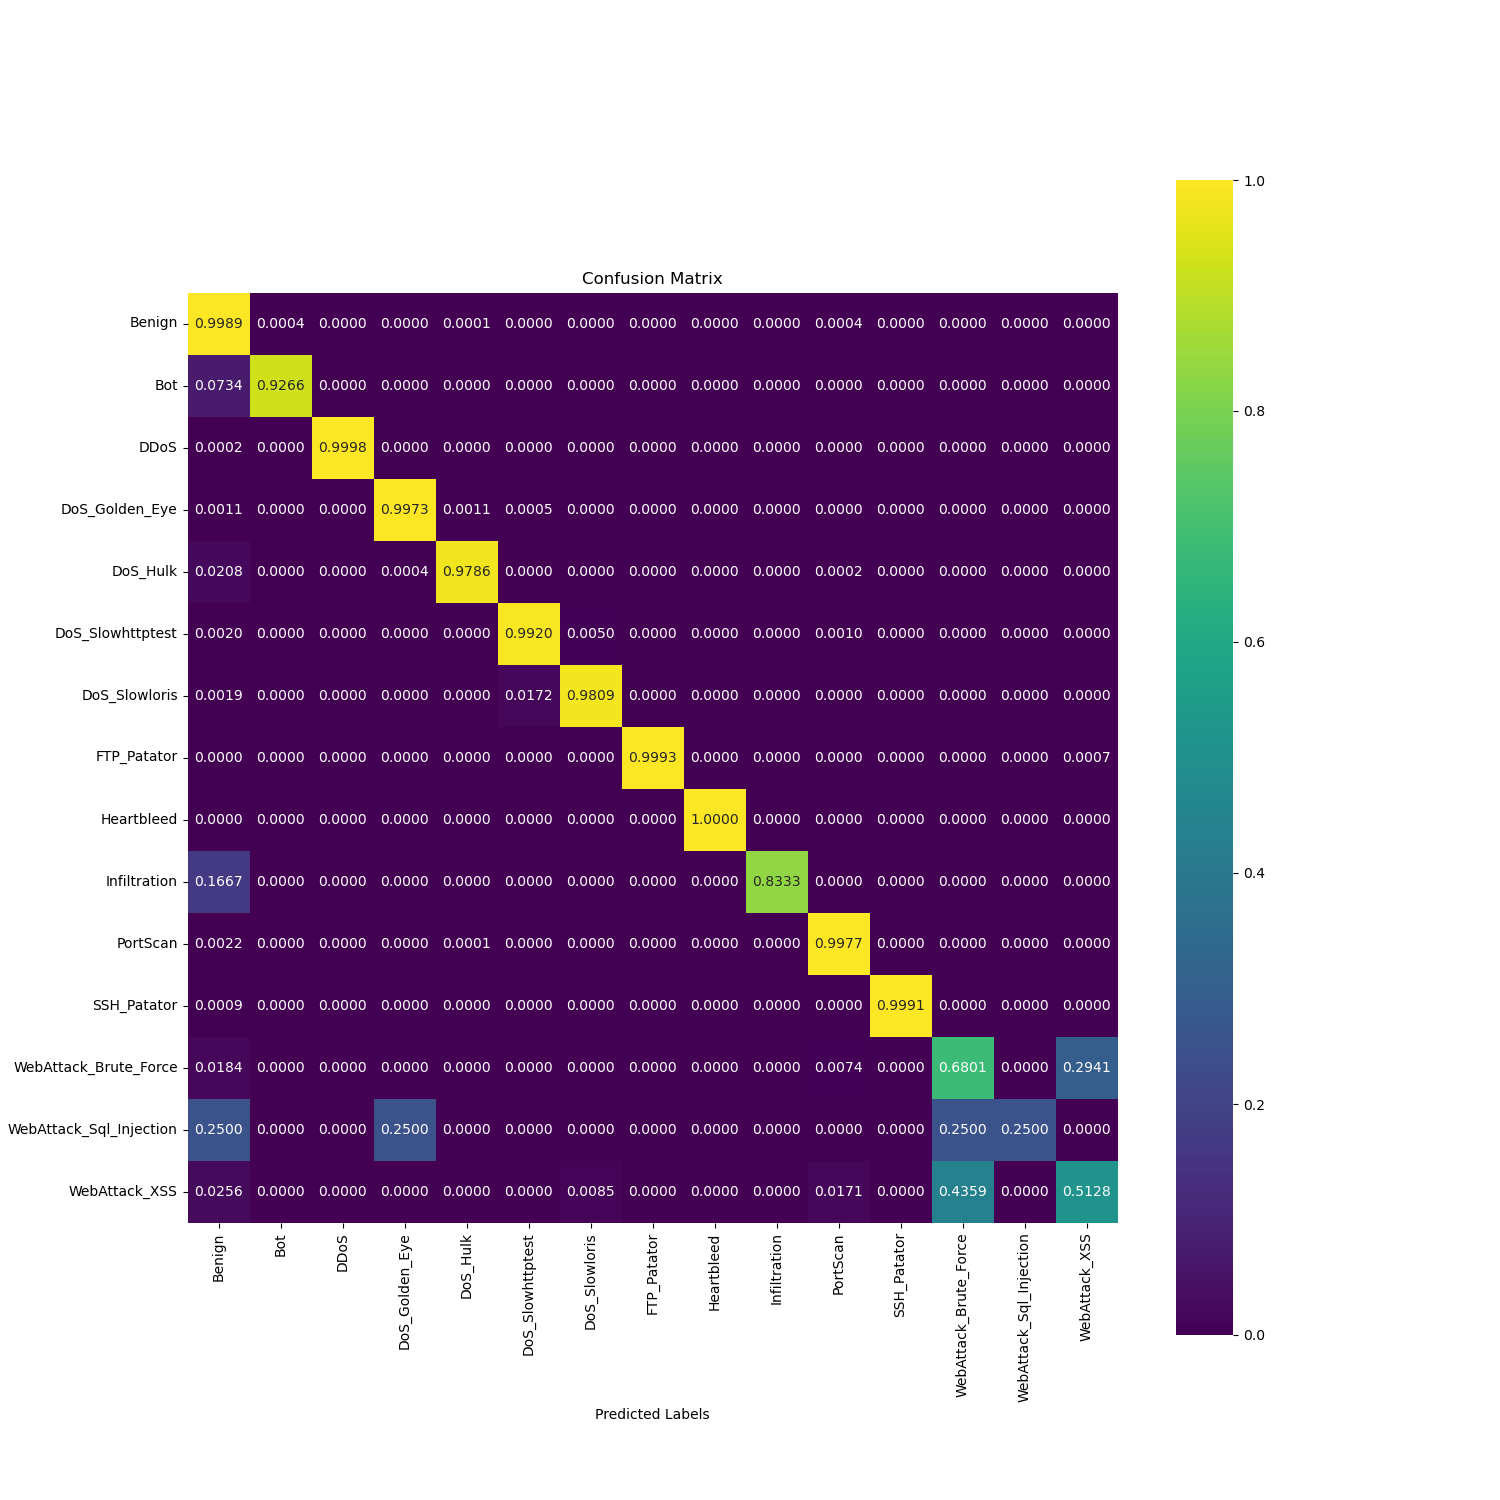 Confusion Matrix
Benign 0.9989 0.0004 0.0000 0.0000 0.0001 0.0000 0.0000 0.0000 0.0000 0.0000 0.0004 0.0000 0.0000 0.0000 0.0000
Bot 0.0734 0.9266 0.0000 0.0000 0.0000 0.0000 0.0000 0.0000 0.0000 0.0000 0.0000 0.0000 0.0000 0.0000 0.0000
DDoS 0.0002 0.0000 0.9998 0.0000 0.0000 0.0000 0.0000 0.0000 0.0000 0.0000 0.0000 0.0000 0.0000 0.0000 0.0000
DoS_Golden_Eye 0.0011 0.0000 0.0000 0.9973 0.0011 0.0005 0.0000 0.0000 0.0000 0.0000 0.0000 0.0000 0.0000 0.0000 0.0000
DoS_Hulk 0.0208 0.0000 0.0000 0.0004 0.9786 0.0000 0.0000 0.0000 0.0000 0.0000 0.0002 0.0000 0.0000 0.0000 0.0000
DoS_Slowhttptest 0.0020 0.0000 0.0000 0.0000 0.0000 0.9920 0.0050 0.0000 0.0000 0.0000 0.0010 0.0000 0.0000 0.0000 0.0000
DoS_Slowloris 0.0019 0.0000 0.0000 0.0000 0.0000 0.0172 0.9809 0.0000 0.0000 0.0000 0.0000 0.0000 0.0000 0.0000 0.0000
FTP_Patator 0.0000 0.0000 0.0000 0.0000 0.0000 0.0000 0.0000 0.9993 0.0000 0.0000 0.0000 0.0000 0.0000 0.0000 0.0007
Heartbleed 0.0000 0.0000 0.0000 0.0000 0.0000 0.0000 0.0000 0.0000 1.0000 0.0000 0.0000 0.0000 0.0000 0.0000 0.0000
Infiltration 0.1667 0.0000 0.0000 0.0000 0.0000 0.0000 0.0000 0.0000 0.0000 0.8333 0.0000 0.0000 0.0000 0.0000 0.0000
PortScan 0.0022 0.0000 0.0000 0.0000 0.0001 0.0000 0.0000 0.0000 0.0000 0.0000 0.9977 0.0000 0.0000 0.0000 0.0000
SSH_Patator 0.0009 0.0000 0.0000 0.0000 0.0000 0.0000 0.0000 0.0000 0.0000 0.0000 0.0000 0.9991 0.0000 0.0000 0.0000
WebAttack_Brute_Force 0.0184 0.0000 0.0000 0.0000 0.0000 0.0000 0.0000 0.0000 0.0000 0.0000 0.0074 0.0000 0.6801 0.0000 0.2941
WebAttack_Sql_Injection 0.2500 0.0000 0.0000 0.2500 0.0000 0.0000 0.0000 0.0000 0.0000 0.0000 0.0000 0.0000 0.2500 0.2500 0.0000
WebAttack_XSS 0.0256 0.0000 0.0000 0.0000 0.0000 0.0000 0.0085 0.0000 0.0000 0.0000 0.0171 0.0000 0.4359 0.0000 0.5128
Benign
Bot
DDoS
DoS_Golden_Eye
DoS_Hulk
DoS_Slowhttptest
DoS_Slowloris
FTP_Patator
Heartbleed
Infiltration
PortScan
SSH_Patator
WebAttack_Brute_Force
WebAttack_Sql_Injection
WebAttack_XSS
Predicted Labels
1.0
0.8
0.6
0.4
0.2
0.0